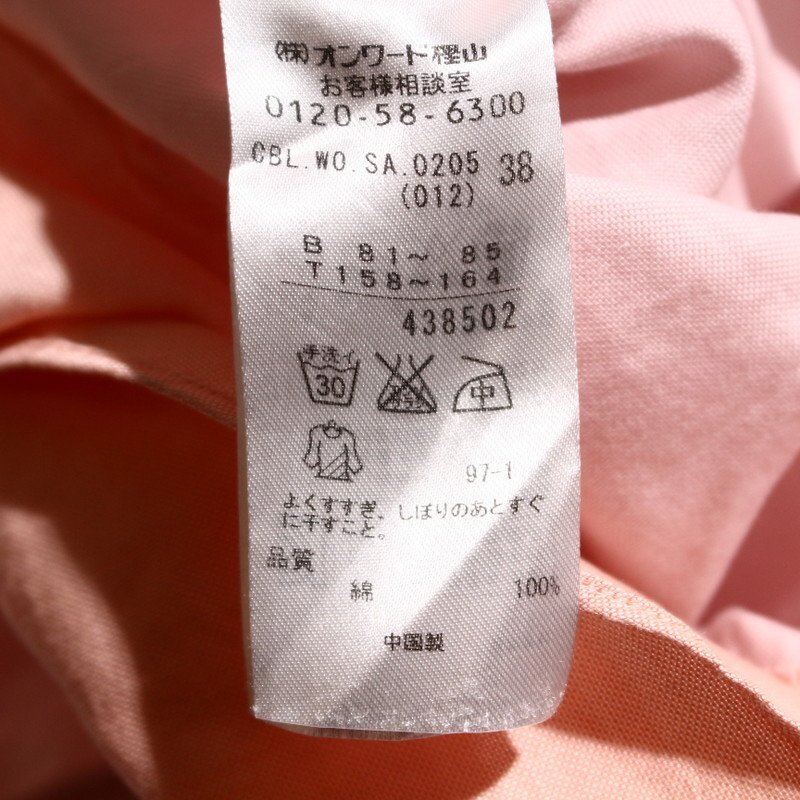 (株)オンワード樫山
お客様相談室
0120-58-6300
CBL.WO.SA.0205 38
(012)
B 81～ 85
T 158～164
438502
手洗イ
30
中
97-1
よくすすぎ、しぼりのあとすぐ
に干すこと。
品質
綿 100%
中国製